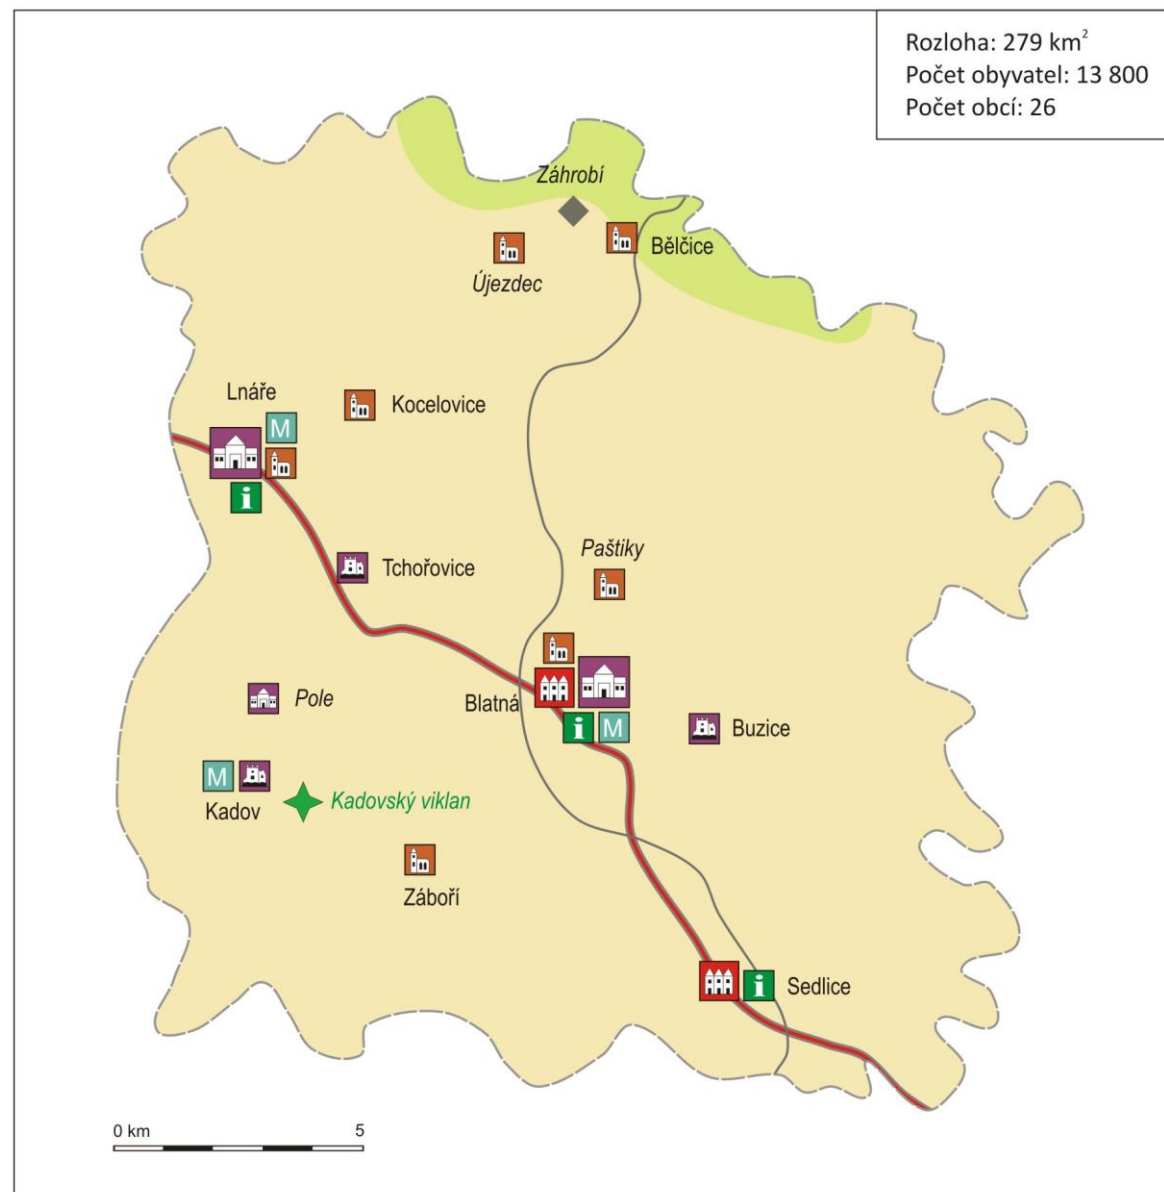 Rozloha: 279 km²
Počet obyvatel: 13 800
Počet obcí: 26
Záhrobí
Bělčice
Újezdec
Lnáře
Kocelovice
M
i
Tchořovice
Paštiky
Pole
Blatná
i M
Buzice
M
Kadov
Kadovský viklan
Záboří
i Sedlice
0 km 5